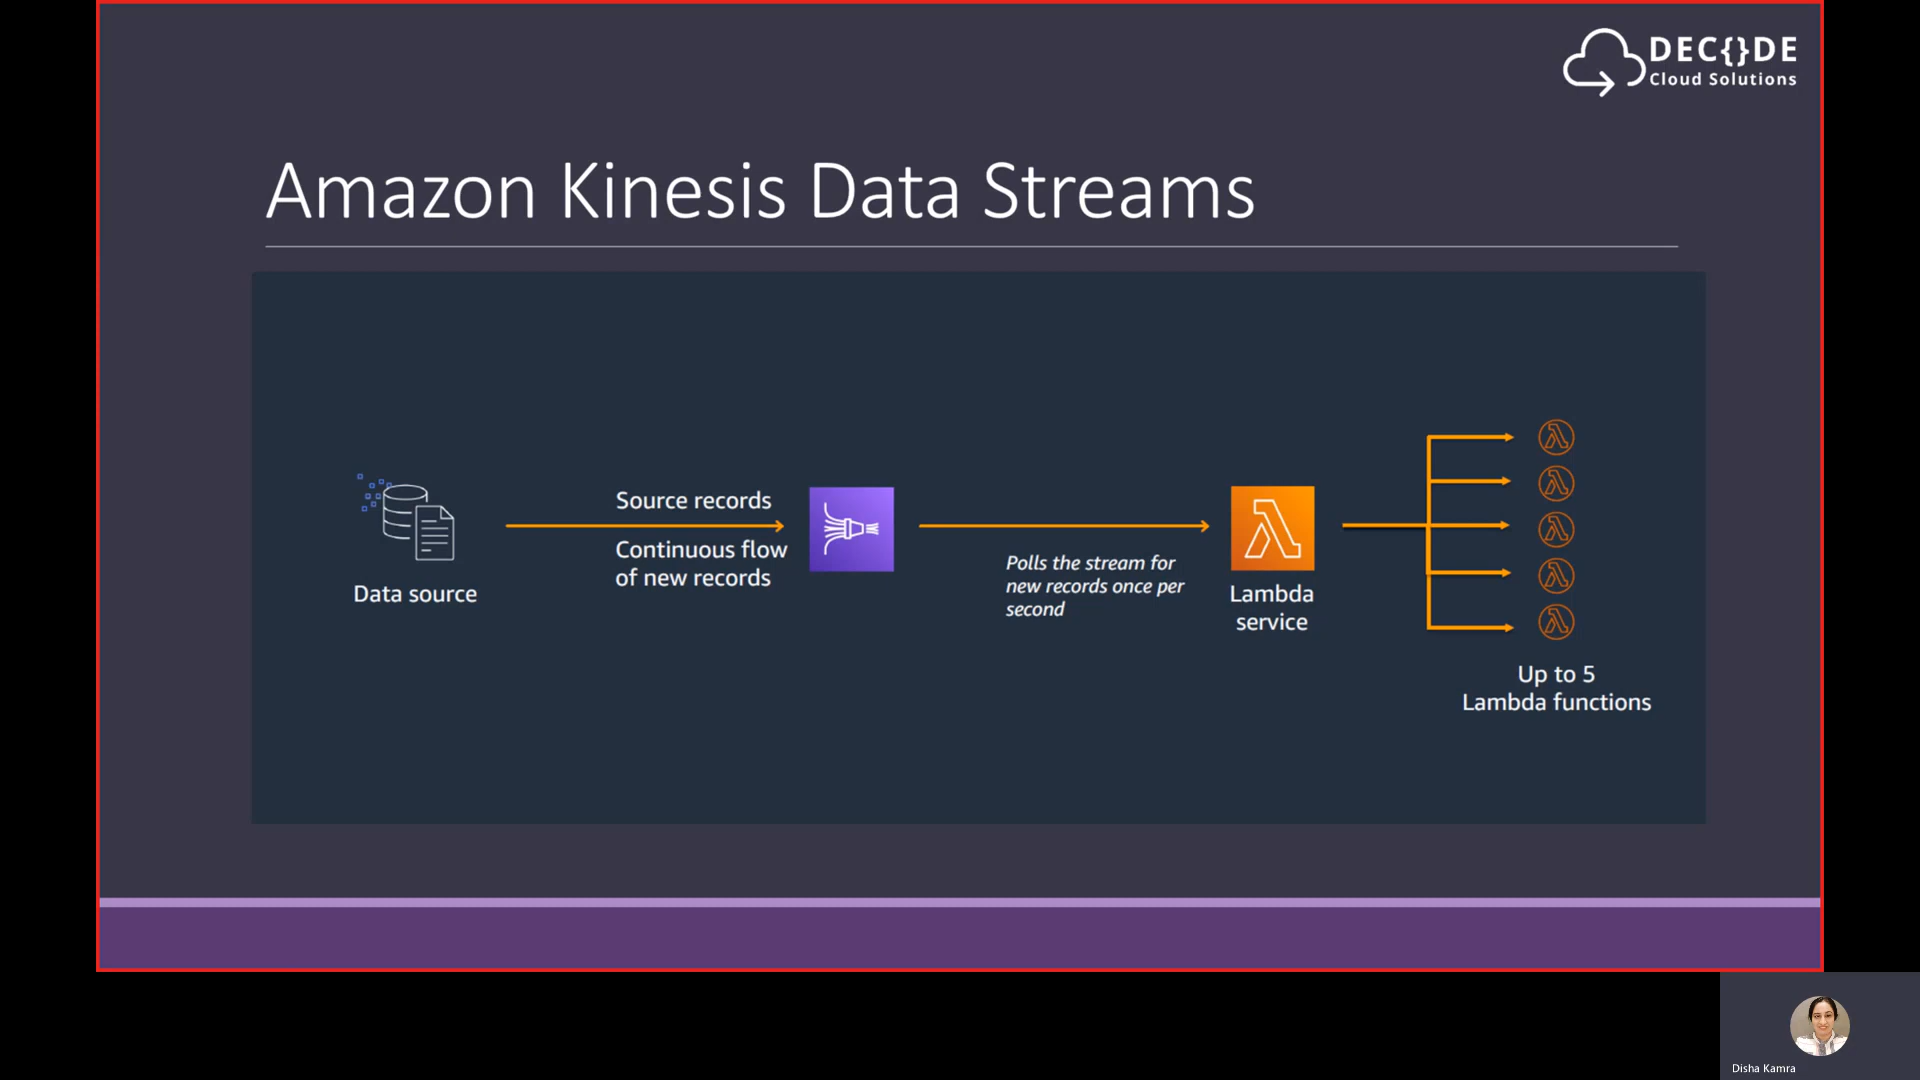 DEC{}DE
Cloud Solutions
Amazon Kinesis Data Streams
Source records
Continuous flow
of new records
Data source
Polls the stream for
new records once per
second
Lambda
service
Up to 5
Lambda functions
Disha Kamra